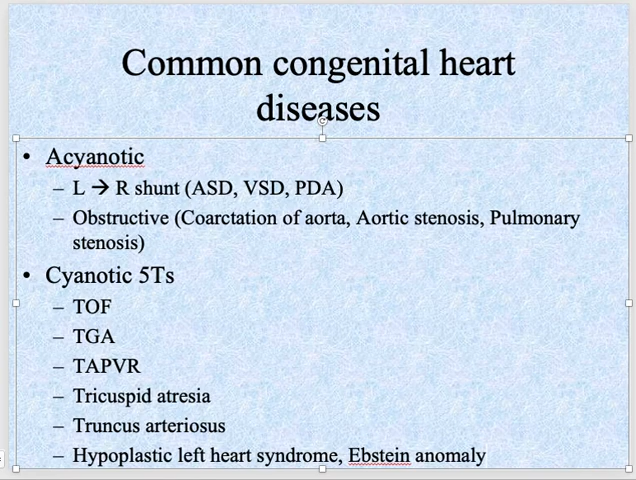 Common congenital heart
diseases
• Acyanotic
– L → R shunt (ASD, VSD, PDA)
– Obstructive (Coarctation of aorta, Aortic stenosis, Pulmonary
stenosis)
• Cyanotic 5Ts
– TOF
– TGA
– TAPVR
– Tricuspid atresia
– Truncus arteriosus
– Hypoplastic left heart syndrome, Ebstein anomaly